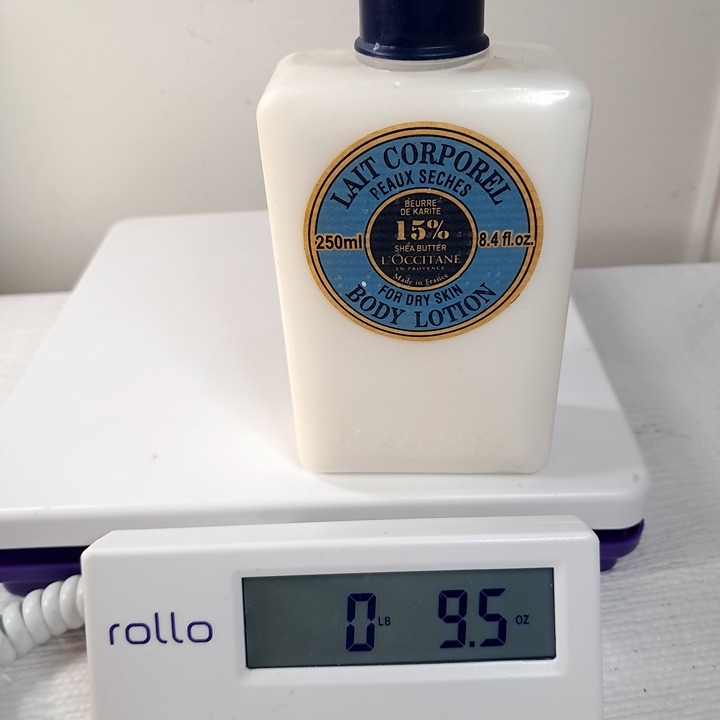 LAIT CORPOREL
PEAUX SECHES
BEURRE
DE KARITE
250ml 15% 8.4 fl.oz.
SHEA BUTTER
L'OCCITANE
EN PROVENCE
Made in France
FOR DRY SKIN
BODY LOTION
rollo 0 LB 9.5 OZ